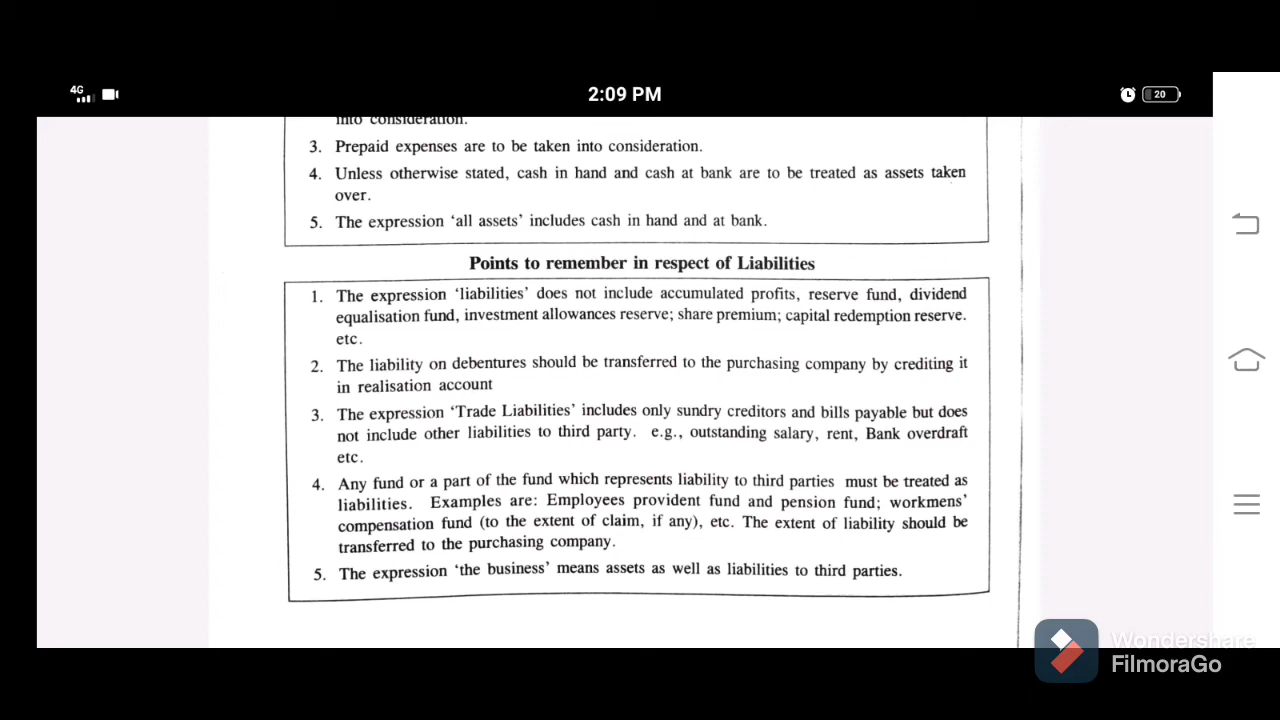 4G
2:09 PM
20
into consideration.
3. Prepaid expenses are to be taken into consideration.
4. Unless otherwise stated, cash in hand and cash at bank are to be treated as assets taken
over.
5. The expression ‘all assets’ includes cash in hand and at bank.
Points to remember in respect of Liabilities
1. The expression ‘liabilities’ does not include accumulated profits, reserve fund, dividend
equalisation fund, investment allowances reserve; share premium; capital redemption reserve.
etc.
2. The liability on debentures should be transferred to the purchasing company by crediting it
in realisation account
3. The expression ‘Trade Liabilities’ includes only sundry creditors and bills payable but does
not include other liabilities to third party. e.g., outstanding salary, rent, Bank overdraft
etc.
4. Any fund or a part of the fund which represents liability to third parties must be treated as
liabilities. Examples are: Employees provident fund and pension fund; workmens’
compensation fund (to the extent of claim, if any), etc. The extent of liability should be
transferred to the purchasing company.
5. The expression ‘the business’ means assets as well as liabilities to third parties.
Wondershare
FilmoraGo